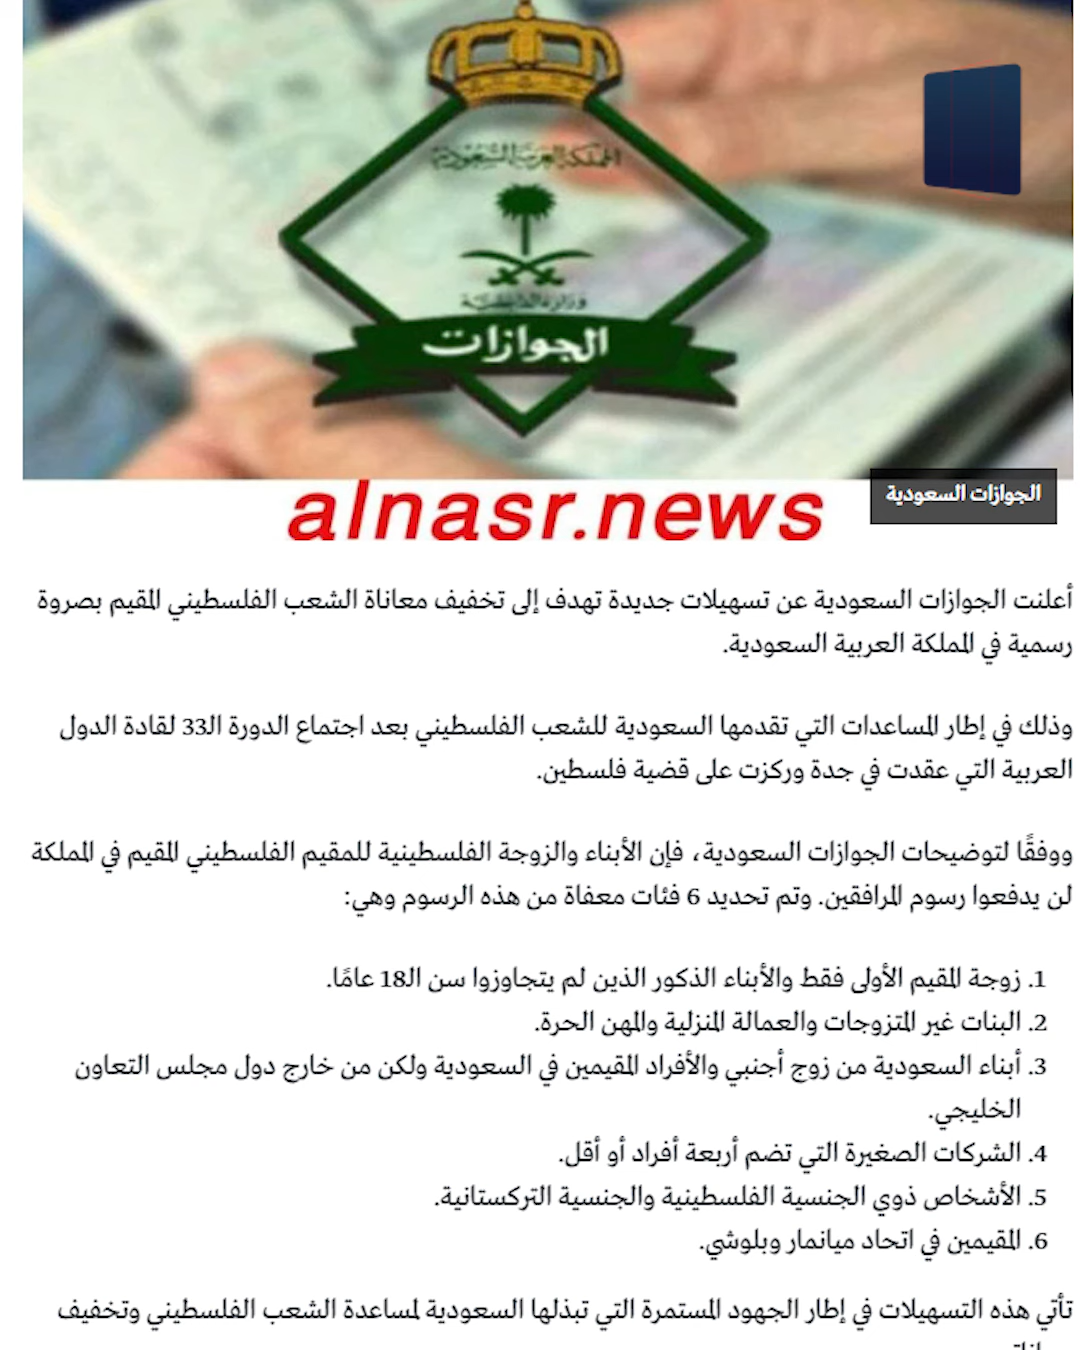 المملكة العربية السعودية
وزارة الداخلية
الجوازات
الجوازات السعودية
alnasr.news
أعلنت الجوازات السعودية عن تسهيلات جديدة تهدف إلى تخفيف معاناة الشعب الفلسطيني المقيم بصروة
رسمية في المملكة العربية السعودية.
وذلك في إطار المساعدات التي تقدمها السعودية للشعب الفلسطيني بعد اجتماع الدورة الـ33 لقادة الدول
العربية التي عقدت في جدة وركزت على قضية فلسطين.
ووفقًا لتوضيحات الجوازات السعودية، فإن الأبناء والزوجة الفلسطينية للمقيم الفلسطيني المقيم في المملكة
لن يدفعوا رسوم المرافقين. وتم تحديد 6 فئات معفاة من هذه الرسوم وهي:
1. زوجة المقيم الأولى فقط والأبناء الذكور الذين لم يتجاوزوا سن الـ18 عامًا.
2. البنات غير المتزوجات والعمالة المنزلية والمهن الحرة.
3. أبناء السعودية من زوج أجنبي والأفراد المقيمين في السعودية ولكن من خارج دول مجلس التعاون
الخليجي.
4. الشركات الصغيرة التي تضم أربعة أفراد أو أقل.
5. الأشخاص ذوي الجنسية الفلسطينية والجنسية التركستانية.
6. المقيمين في اتحاد ميانمار وبلوشي.
تأتي هذه التسهيلات في إطار الجهود المستمرة التي تبذلها السعودية لمساعدة الشعب الفلسطيني وتخفيف